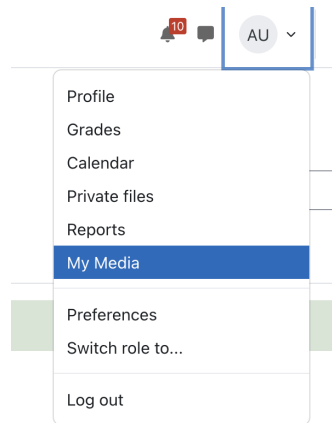 10
AU
Profile
Grades
Calendar
Private files
Reports
My Media
Preferences
Switch role to...
Log out